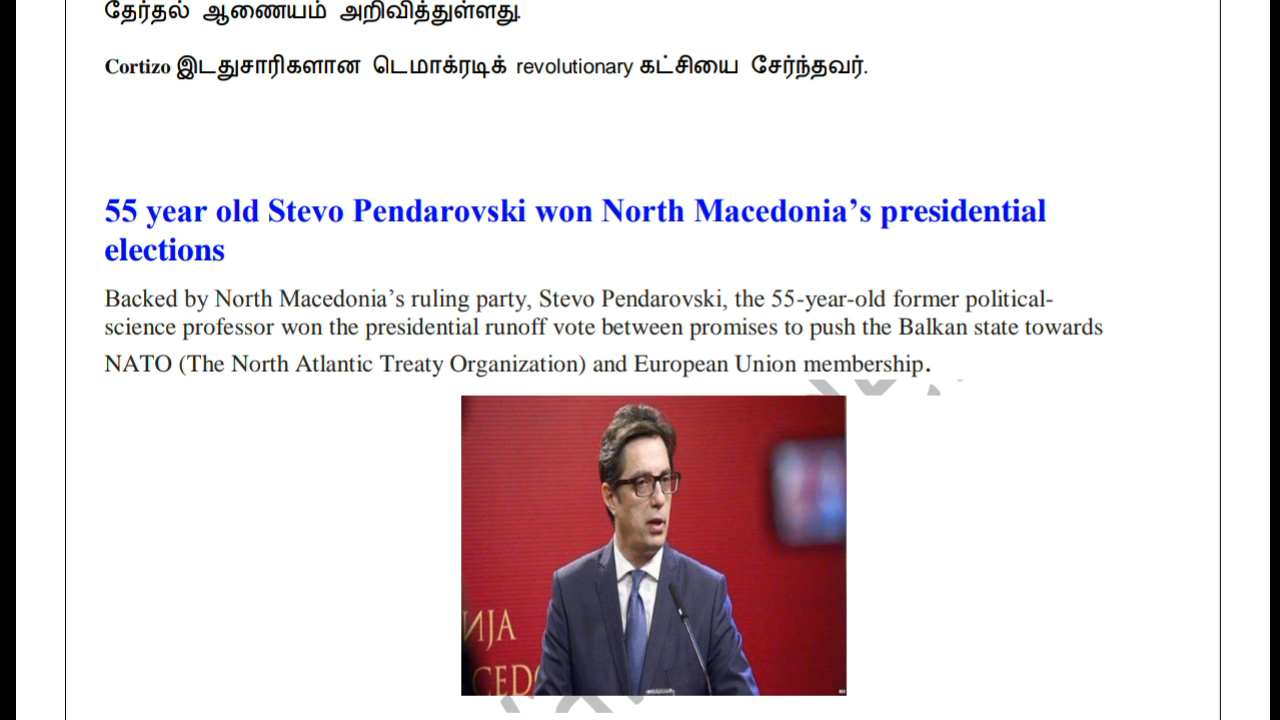 தேர்தல் ஆணையம் அறிவித்துள்ளது.
Cortizo இடதுசாரிகளான டெமாக்ரடிக் revolutionary கட்சியை சேர்ந்தவர்.
55 year old Stevo Pendarovski won North Macedonia’s presidential
elections
Backed by North Macedonia’s ruling party, Stevo Pendarovski, the 55-year-old former political-
science professor won the presidential runoff vote between promises to push the Balkan state towards
NATO (The North Atlantic Treaty Organization) and European Union membership.